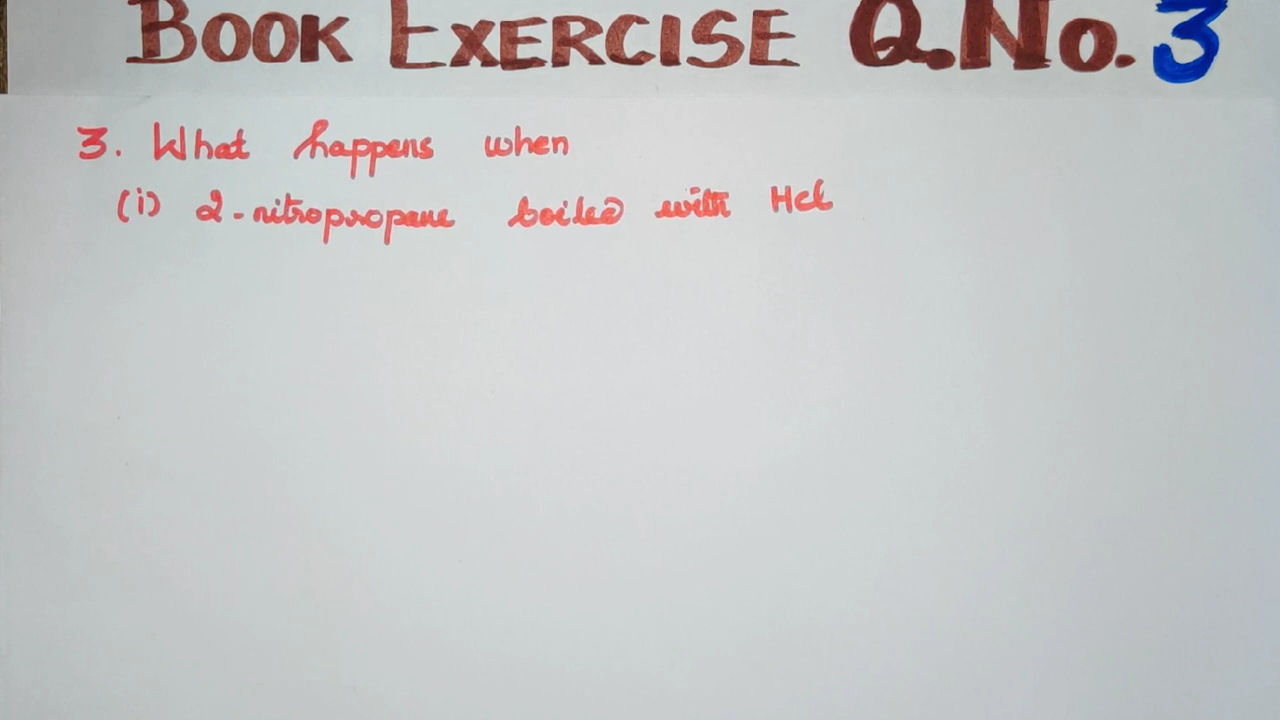 BOOK EXERCISE Q.No. 3
3. What happens when
(i) 2-nitropropane boiled with Hcl